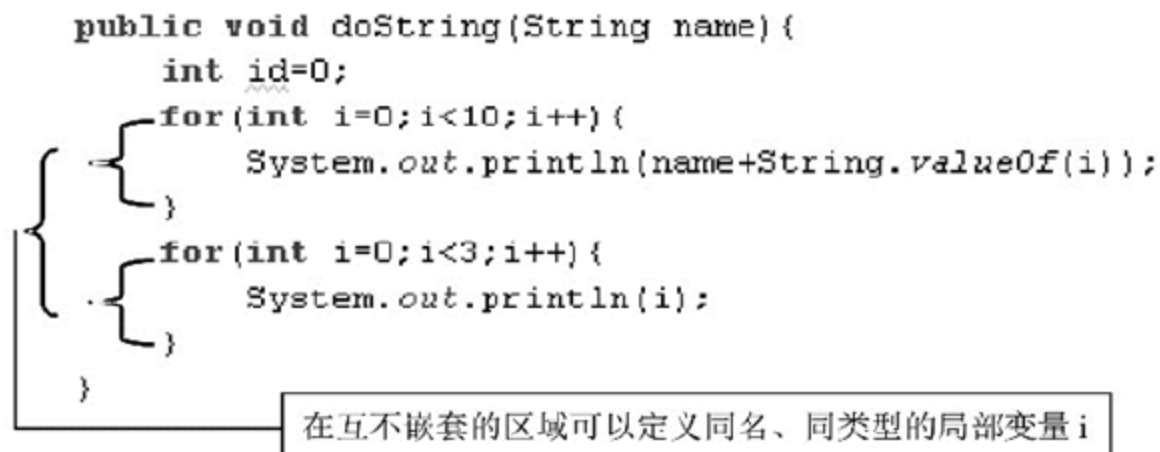 public void doString(String name){
int id=0;
for(int i=0;i<10;i++){
System.out.println(name+String.valueOf(i));
}
for(int i=0;i<3;i++){
System.out.println(i);
}
}
在互不嵌套的区域可以定义同名、同类型的局部变量 i